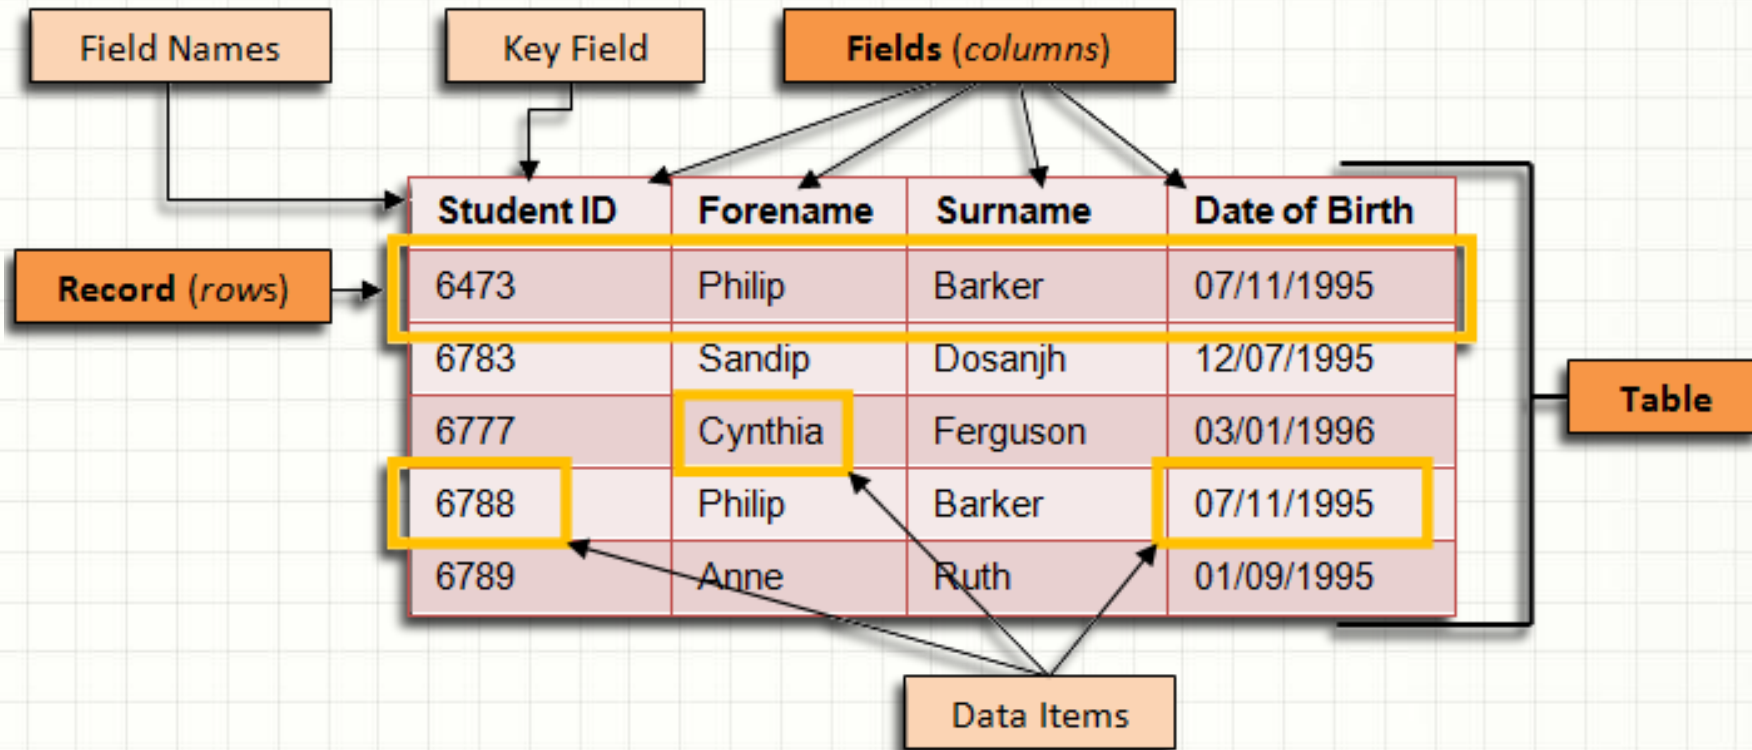 Field Names
Key Field
Fields (columns)
Student ID Forename Surname Date of Birth
Record (rows)
6473 Philip Barker 07/11/1995
6783 Sandip Dosanjh 12/07/1995
Table
6777 Cynthia Ferguson 03/01/1996
6788 Philip Barker 07/11/1995
6789 Anne Ruth 01/09/1995
Data Items